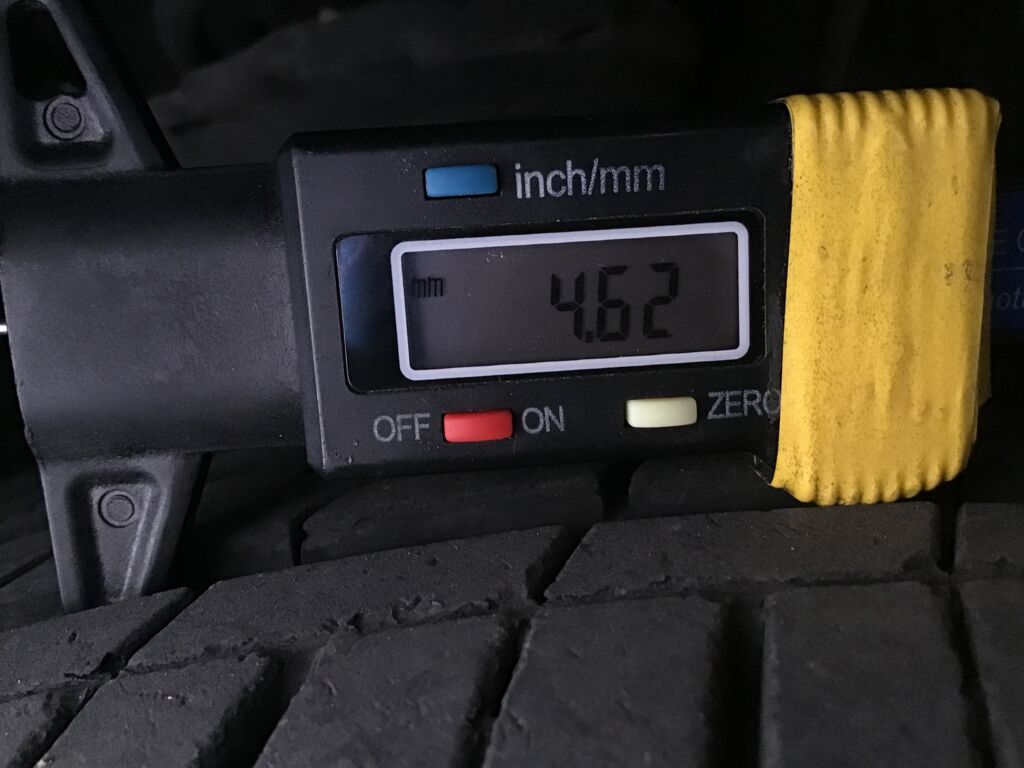 inch/mm
mm 4.62
OFF ON ZERO